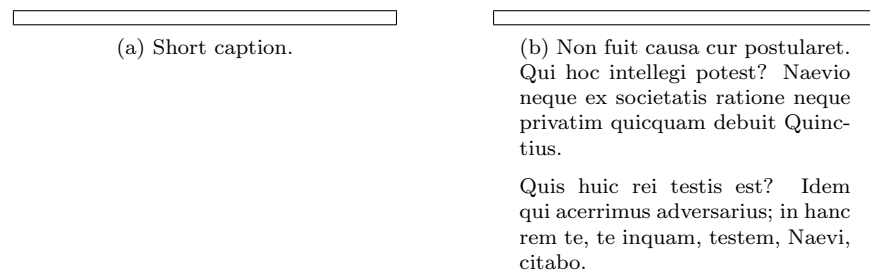 (a) Short caption.
(b) Non fuit causa cur postularet.
Qui hoc intellegi potest? Naevio
neque ex societatis ratione neque
privatim quicquam debuit Quinc-
tius.
Quis huic rei testis est? Idem
qui acerrimus adversarius; in hanc
rem te, te inquam, testem, Naevi,
citabo.